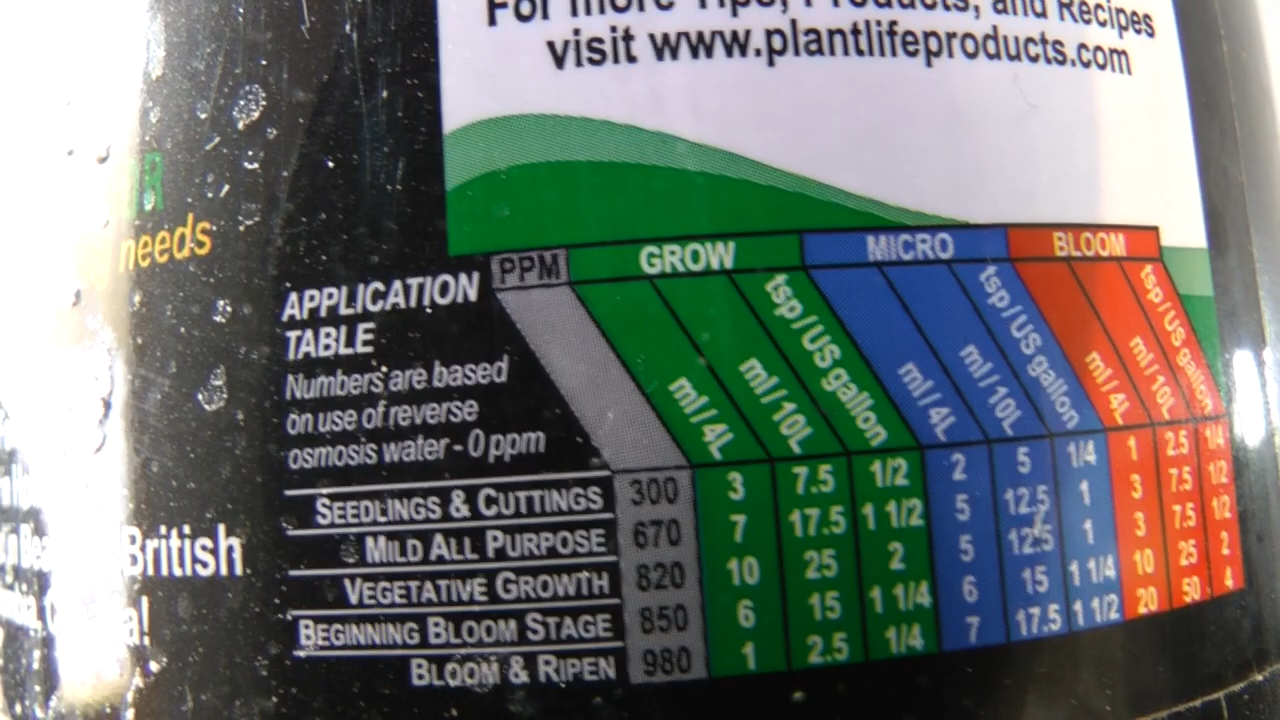 For more Tips, Products, and Recipes
visit www.plantlifeproducts.com
R
needs
British
a!
APPLICATION
TABLE
Numbers are based
on use of reverse
osmosis water - 0 ppm
PPM GROW MICRO BLOOM
ml / 4L ml / 10L tsp / US gallon ml / 4L ml / 10L tsp / US gallon ml / 4L ml / 10L tsp / US gallon
SEEDLINGS & CUTTINGS 300 3 7.5 1/2 2 5 1/4 1 2.5 1/4
MILD ALL PURPOSE 670 7 17.5 1 1/2 5 12.5 1 3 7.5 1/2
VEGETATIVE GROWTH 820 10 25 2 5 12.5 1 3 7.5 1/2
BEGINNING BLOOM STAGE 850 6 15 1 1/4 6 15 1 1/4 10 25 2
BLOOM & RIPEN 980 1 2.5 1/4 7 17.5 1 1/2 20 50 4